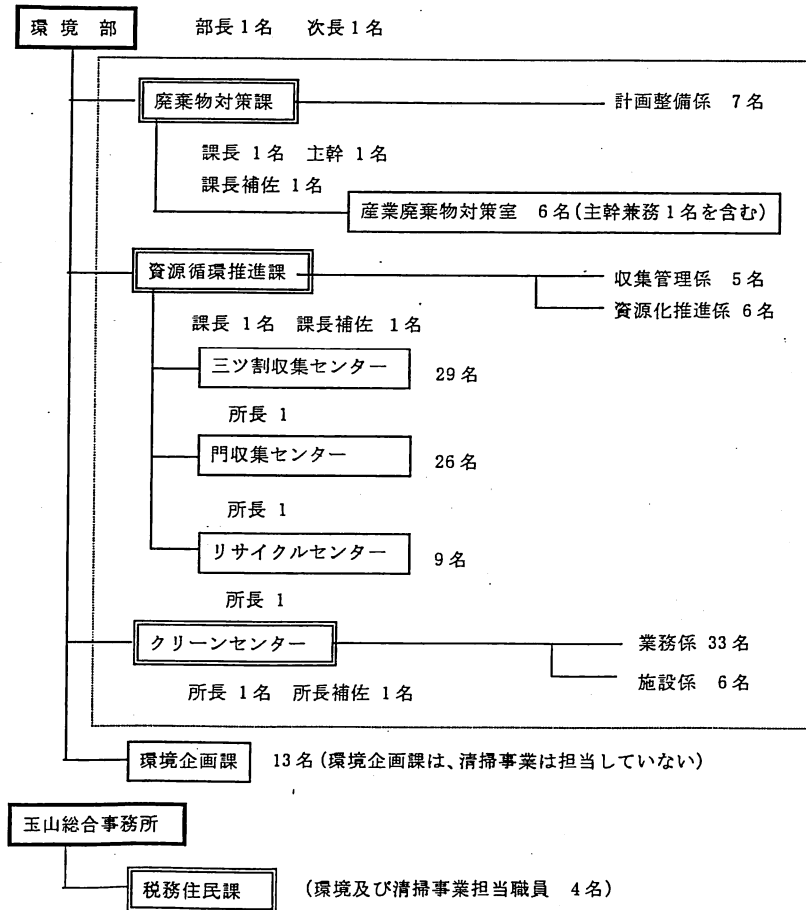 環境部 部長1名 次長1名
廃棄物対策課 計画整備係 7名
課長 1名 主幹 1名
課長補佐 1名
産業廃棄物対策室 6名(主幹兼務1名を含む)
資源循環推進課 収集管理係 5名
資源化推進係 6名
課長 1名 課長補佐 1名
三ツ割収集センター 29名
所長 1
門収集センター 26名
所長 1
リサイクルセンター 9名
所長 1
クリーンセンター 業務係 33名
施設係 6名
所長 1名 所長補佐 1名
環境企画課 13名(環境企画課は、清掃事業は担当していない)
玉山総合事務所
税務住民課 (環境及び清掃事業担当職員 4名)